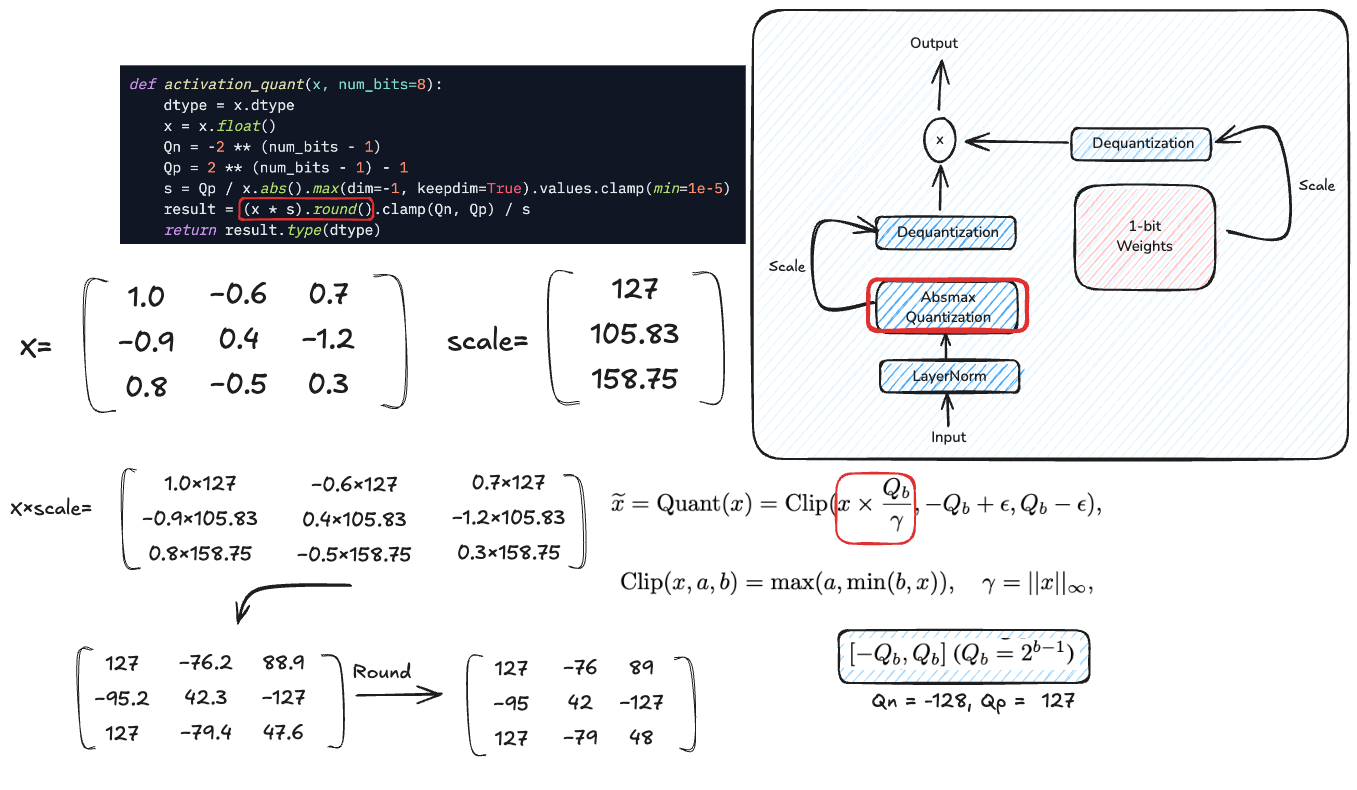 def activation_quant(x, num_bits=8):
    dtype = x.dtype
    x = x.float()
    Qn = -2 ** (num_bits - 1)
    Qp = 2 ** (num_bits - 1) - 1
    s = Qp / x.abs().max(dim=-1, keepdim=True).values.clamp(min=1e-5)
    result = (x * s).round().clamp(Qn, Qp) / s
    return result.type(dtype)
Output
x
Dequantization
Scale
1-bit
Weights
Dequantization
Scale
Absmax
Quantization
LayerNorm
Input
x=
1.0 -0.6 0.7
-0.9 0.4 -1.2
0.8 -0.5 0.3
scale=
127
105.83
158.75
x×scale=
1.0×127 -0.6×127 0.7×127
-0.9×105.83 0.4×105.83 -1.2×105.83
0.8×158.75 -0.5×158.75 0.3×158.75
x̃ = Quant(x) = Clip(x × Q_b/γ, −Q_b + ϵ, Q_b − ϵ),
Clip(x, a, b) = max(a, min(b, x)), γ = ||x||_∞,
[−Q_b, Q_b] (Q_b = 2^{b−1})
Qn = -128, Qp = 127
127 -76.2 88.9
-95.2 42.3 -127
127 -79.4 47.6
Round
127 -76 89
-95 42 -127
127 -79 48